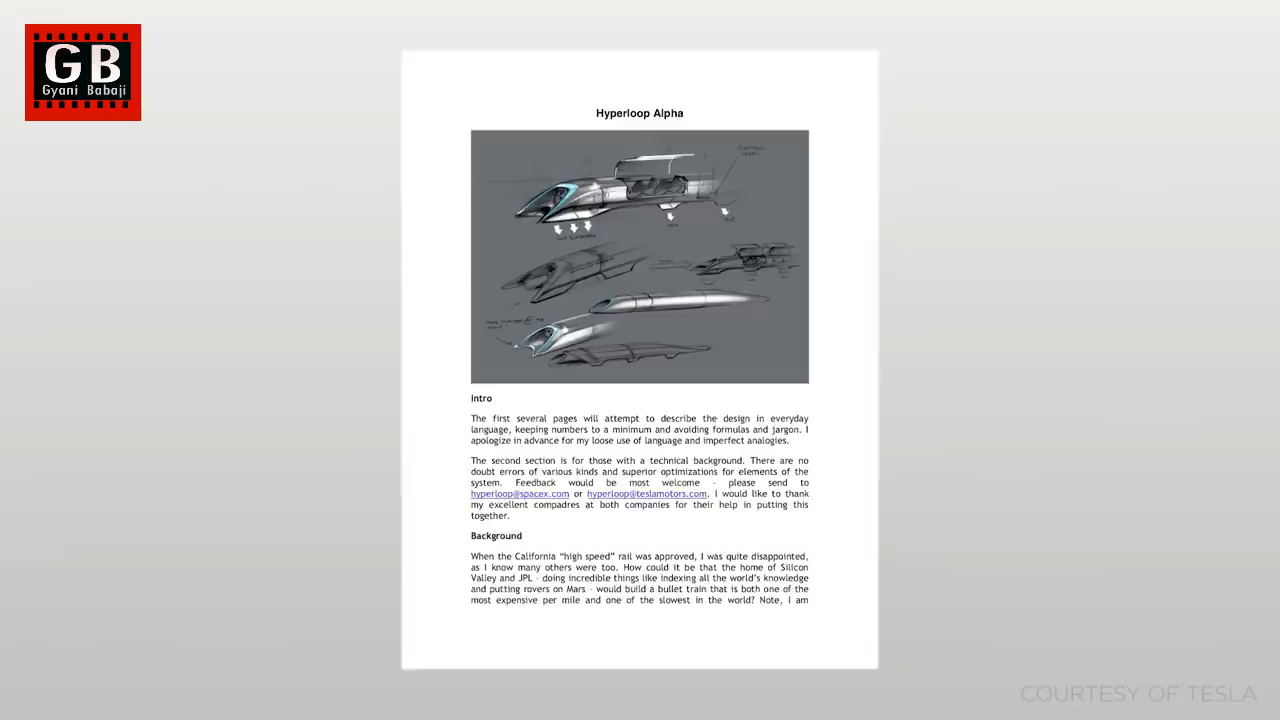 GB
Gyani Babaji
Hyperloop Alpha
Intro
The first several pages will attempt to describe the design in everyday
language, keeping numbers to a minimum and avoiding formulas and jargon. I
apologize in advance for my loose use of language and imperfect analogies.
The second section is for those with a technical background. There are no
doubt errors of various kinds and superior optimizations for elements of the
system. Feedback would be most welcome - please send to
hyperloop@spacex.com or hyperloop@teslamotors.com. I would like to thank
my excellent compadres at both companies for their help in putting this
together.
Background
When the California “high speed” rail was approved, I was quite disappointed,
as I know many others were too. How could it be that the home of Silicon
Valley and JPL - doing incredible things like indexing all the world’s knowledge
and putting rovers on Mars - would build a bullet train that is both one of the
most expensive per mile and one of the slowest in the world? Note, I am
COURTESY OF TESLA